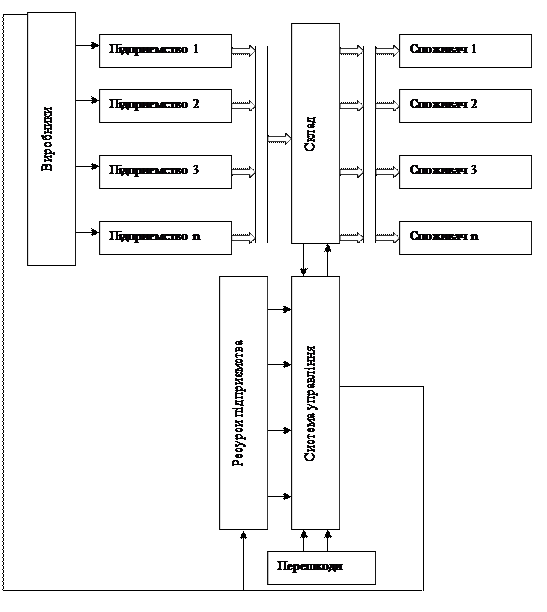 Виробники
Підприємство 1
Підприємство 2
Підприємство 3
Підприємство n
Склад
Споживач 1
Споживач 2
Споживач 3
Споживач n
Ресурси підприємства
Система управління
Перешкоди